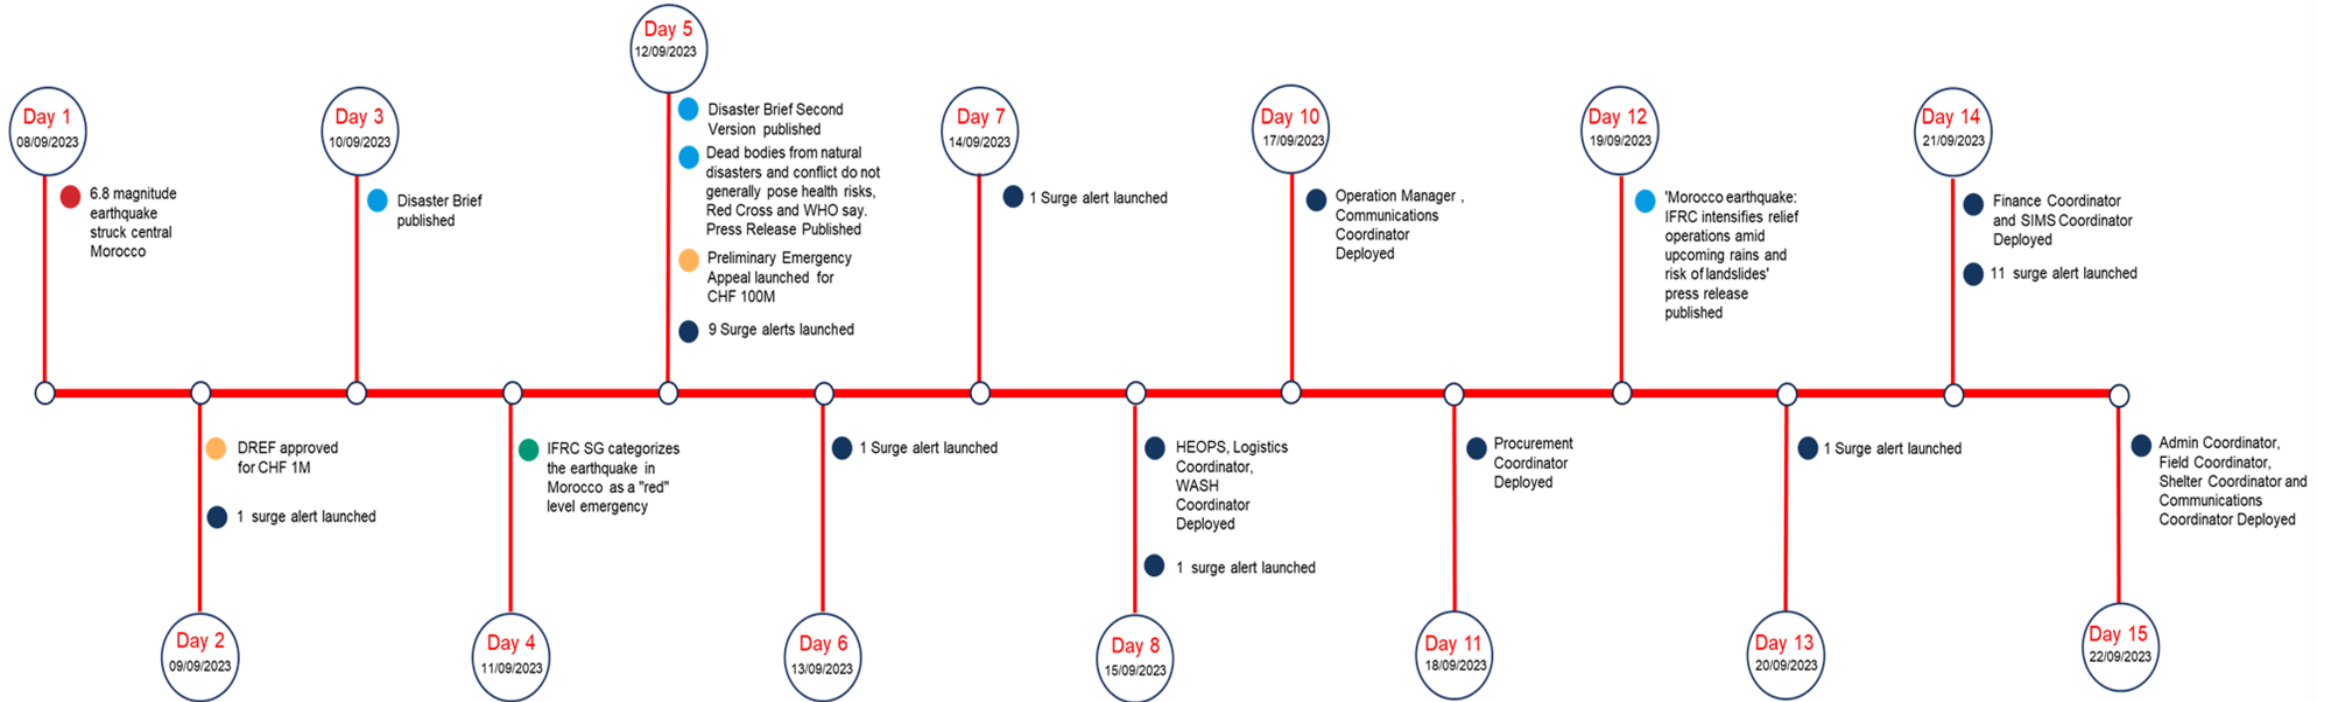 Day 1
08/09/2023
6.8 magnitude
earthquake
struck central
Morocco
Day 2
09/09/2023
DREF approved
for CHF 1M
1 surge alert launched
Day 3
10/09/2023
Disaster Brief
published
Day 4
11/09/2023
IFRC SG categorizes
the earthquake in
Morocco as a "red"
level emergency
Day 5
12/09/2023
Disaster Brief Second
Version published
Dead bodies from natural
disasters and conflict do not
generally pose health risks,
Red Cross and WHO say.
Press Release Published
Preliminary Emergency
Appeal launched for
CHF 100M
9 Surge alerts launched
Day 6
13/09/2023
1 Surge alert launched
Day 7
14/09/2023
1 Surge alert launched
Day 8
15/09/2023
HEOPS, Logistics
Coordinator,
WASH
Coordinator
Deployed
1 surge alert launched
Day 10
17/09/2023
Operation Manager ,
Communications
Coordinator
Deployed
Day 11
18/09/2023
Procurement
Coordinator
Deployed
Day 12
19/09/2023
'Morocco earthquake:
IFRC intensifies relief
operations amid
upcoming rains and
risk of landslides'
press release
published
Day 13
20/09/2023
1 Surge alert launched
Day 14
21/09/2023
Finance Coordinator
and SIMS Coordinator
Deployed
11 surge alert launched
Day 15
22/09/2023
Admin Coordinator,
Field Coordinator,
Shelter Coordinator and
Communications
Coordinator Deployed